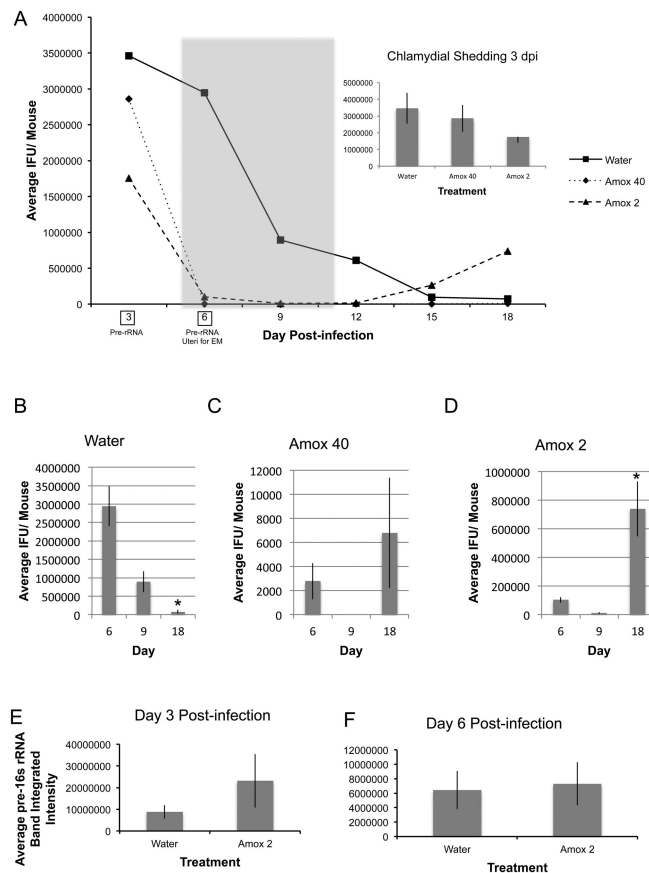 A
4000000
3500000
3000000
2500000
2000000
1500000
1000000
500000
0
Average IFU/ Mouse
3
6
9
12
15
18
Pre-rRNA
Pre-rRNA
Uteri for EM
Day Post-infection
Chlamydial Shedding 3 dpi
5000000
4000000
3000000
2000000
1000000
0
Water
Amox 40
Amox 2
Treatment
Water
Amox 40
Amox 2
B
Water
4000000
3500000
3000000
2500000
2000000
1500000
1000000
500000
0
Average IFU/ Mouse
*
6
9
18
Day
C
Amox 40
12000
10000
8000
6000
4000
2000
0
Average IFU/ Mouse
6
9
18
Day
D
Amox 2
1000000
800000
600000
400000
200000
0
Average IFU/ Mouse
*
6
9
18
Day
E
Day 3 Post-infection
40000000
30000000
20000000
10000000
0
Average pre-16s rRNA
Band Integrated
Intensity
Water
Amox 2
Treatment
F
Day 6 Post-infection
12000000
10000000
8000000
6000000
4000000
2000000
0
Water
Amox 2
Treatment